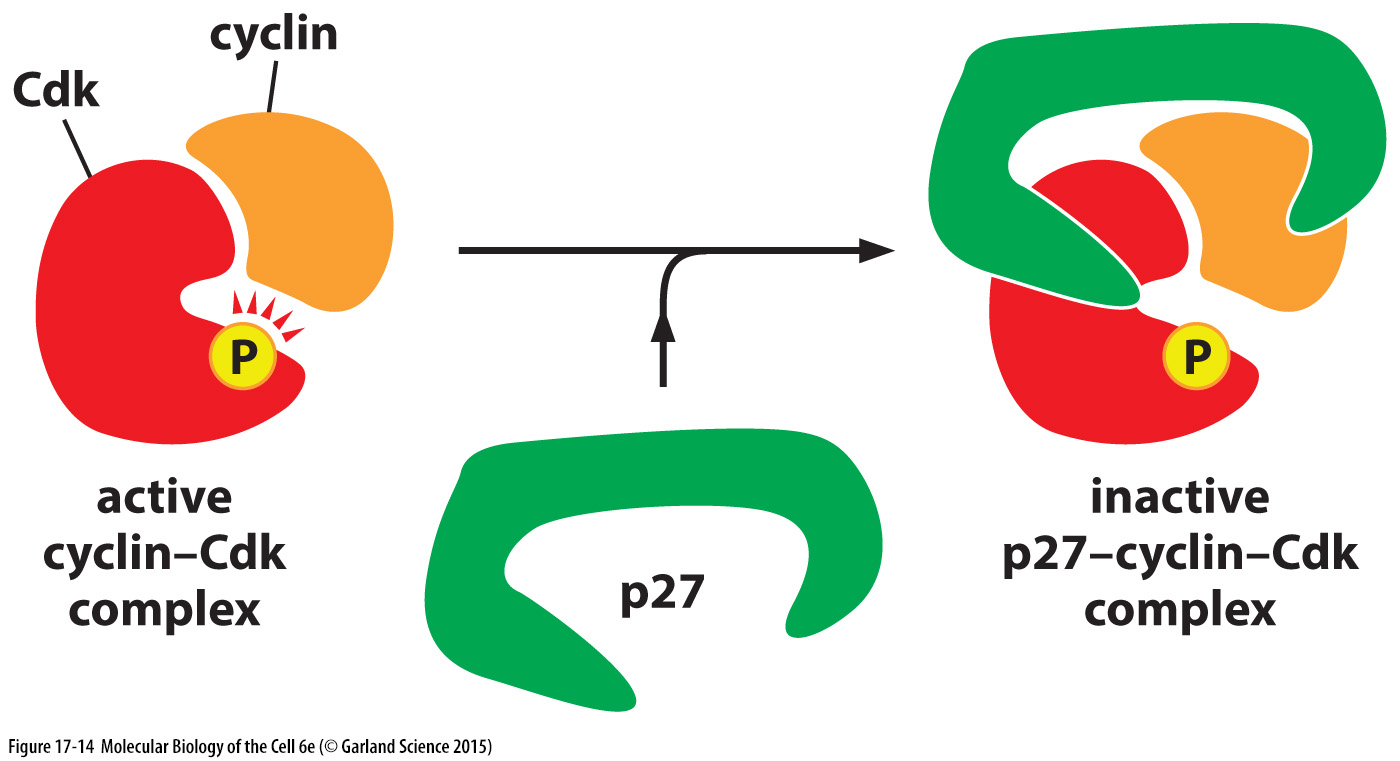 cyclin
Cdk
P
active
cyclin–Cdk
complex
p27
P
inactive
p27–cyclin–Cdk
complex
Figure 17-14 Molecular Biology of the Cell 6e (© Garland Science 2015)